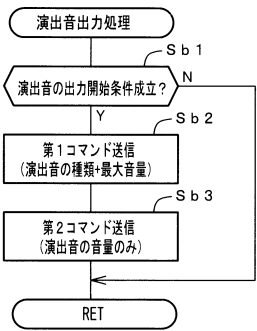 演出音出力処理
Ｓｂ１
演出音の出力開始条件成立？
N
Y
Ｓｂ２
第１コマンド送信
(演出音の種類+最大音量)
Ｓｂ３
第２コマンド送信
(演出音の音量のみ)
RET